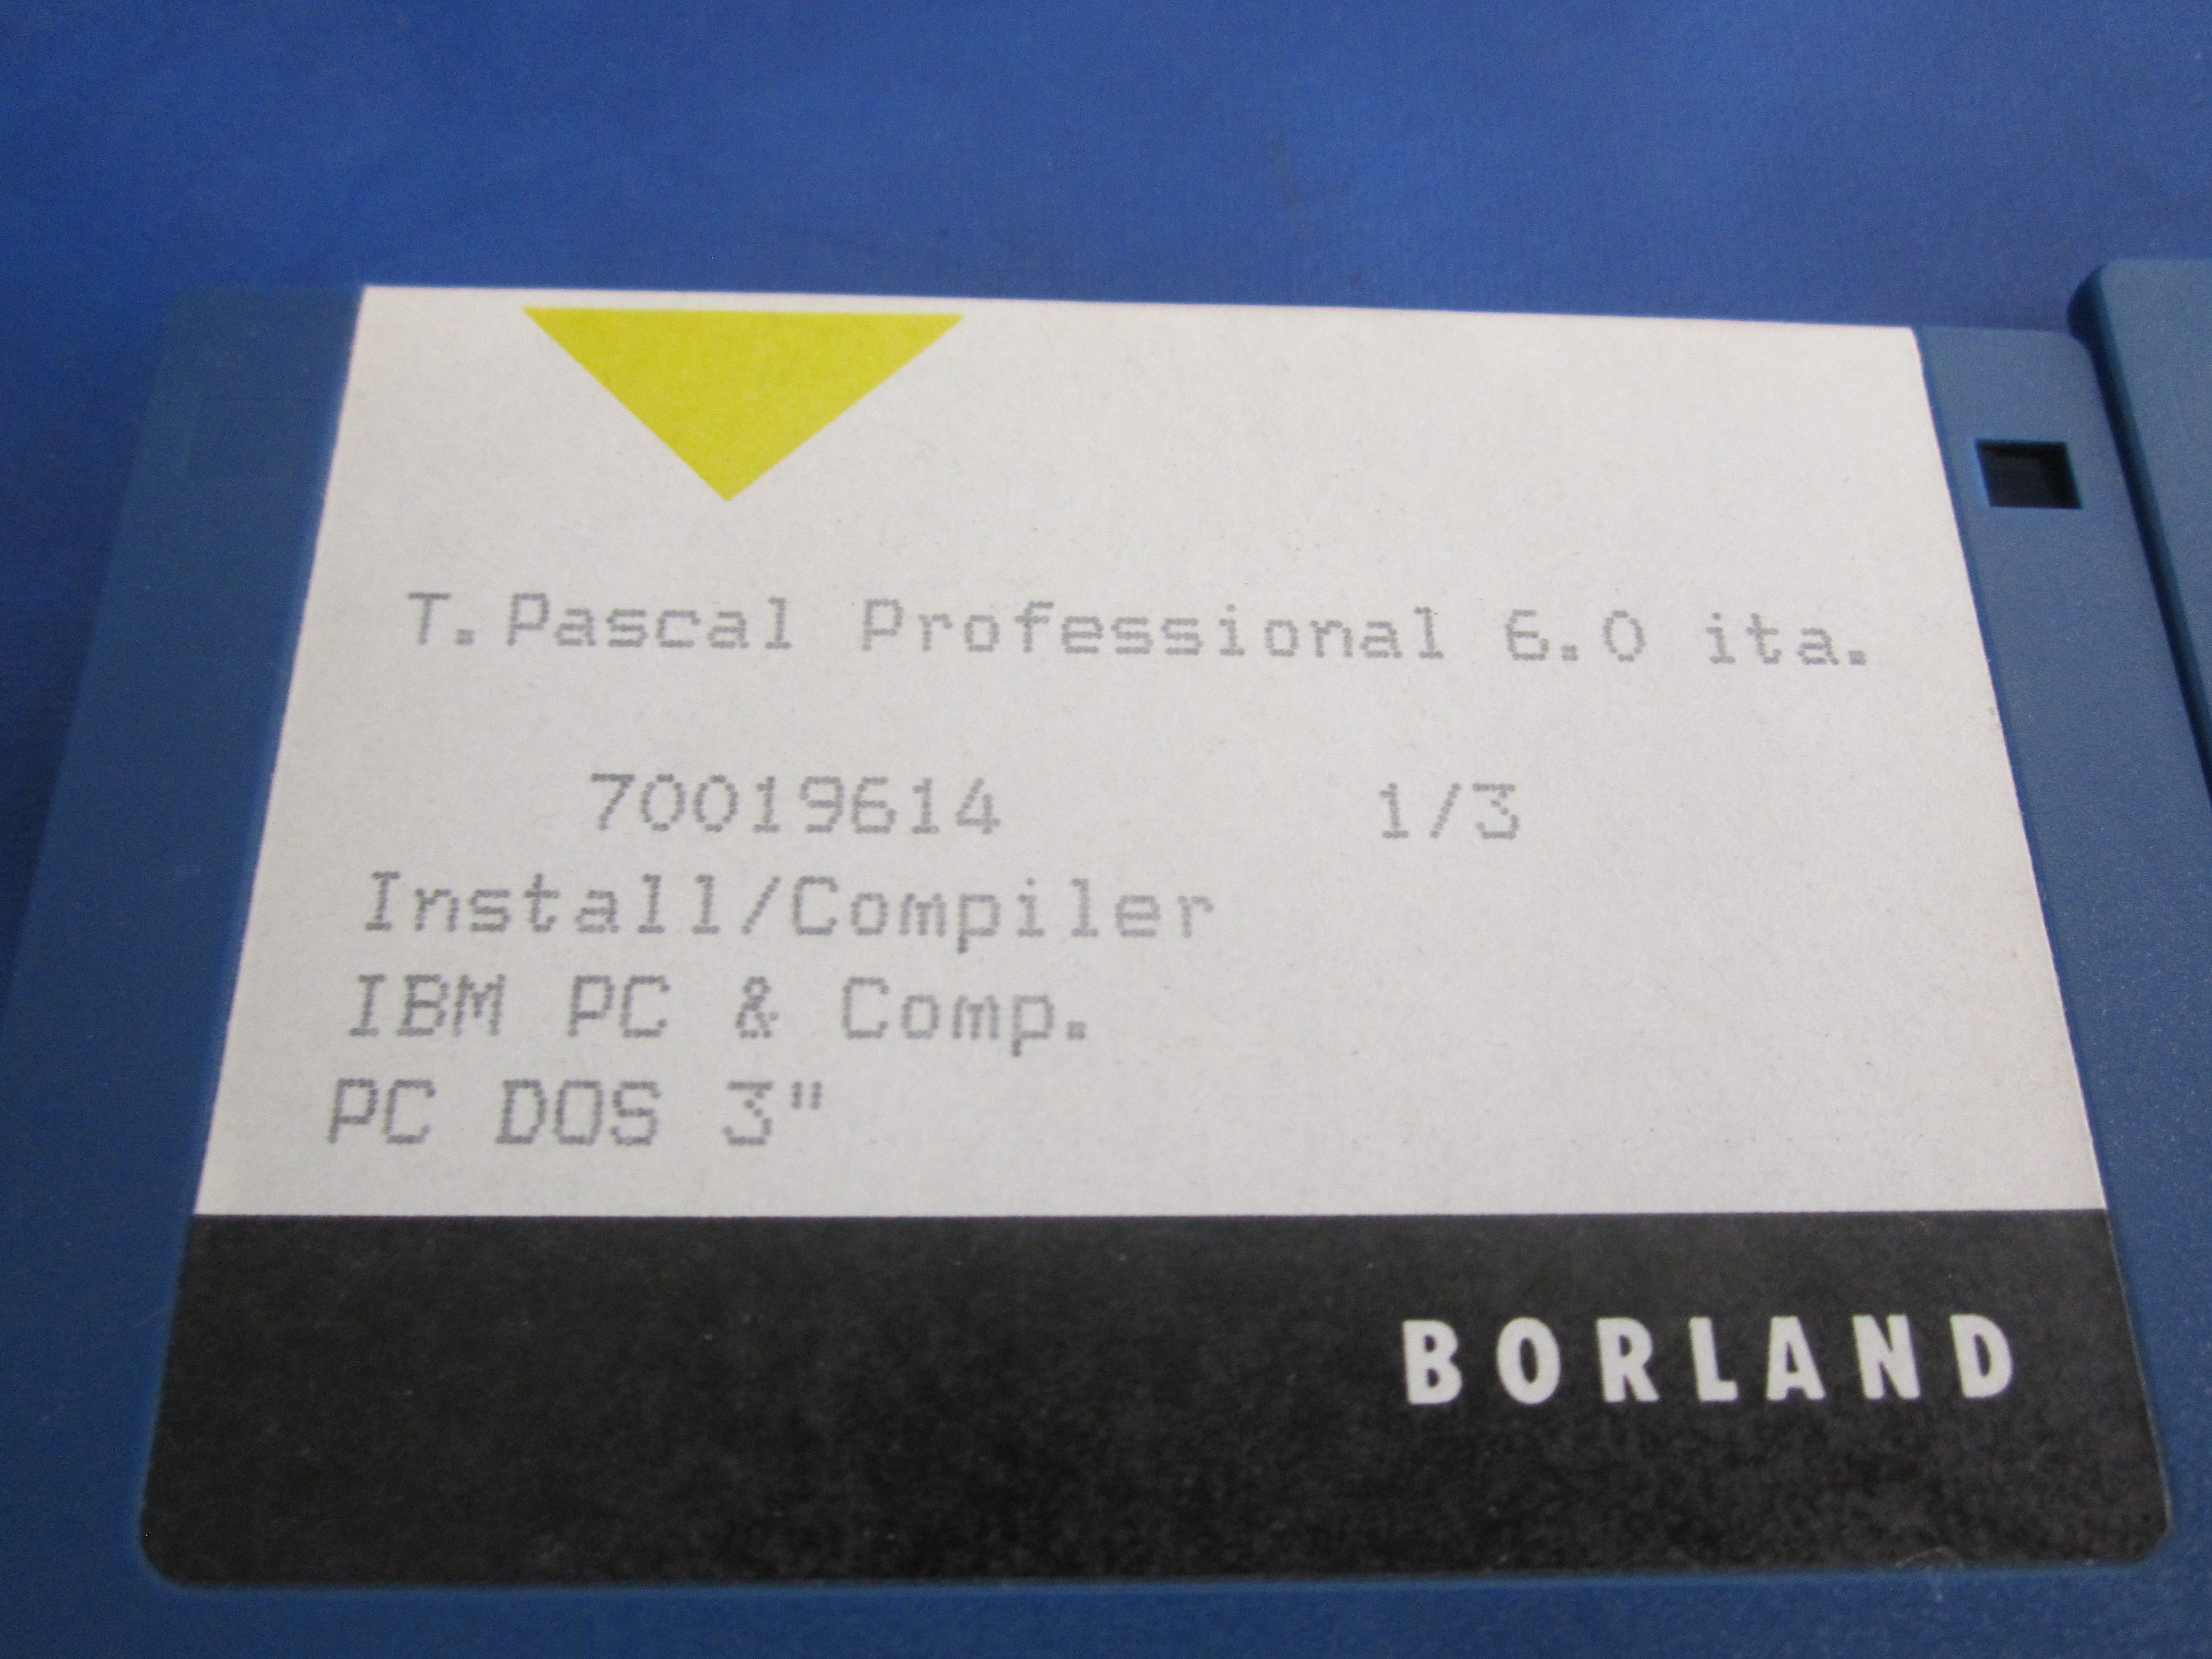 T.Pascal Professional 6.0 ita.
70019614 1/3
Install/Compiler
IBM PC & Comp.
PC DOS 3"
BORLAND